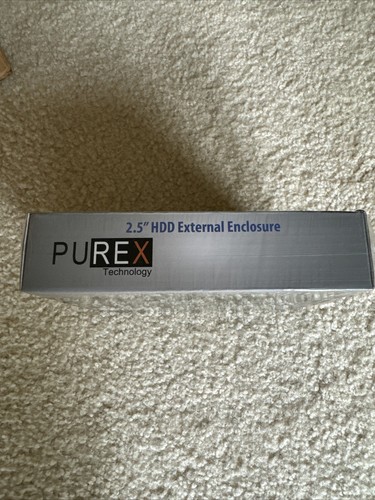 2.5" HDD External Enclosure
PUREX
Technology